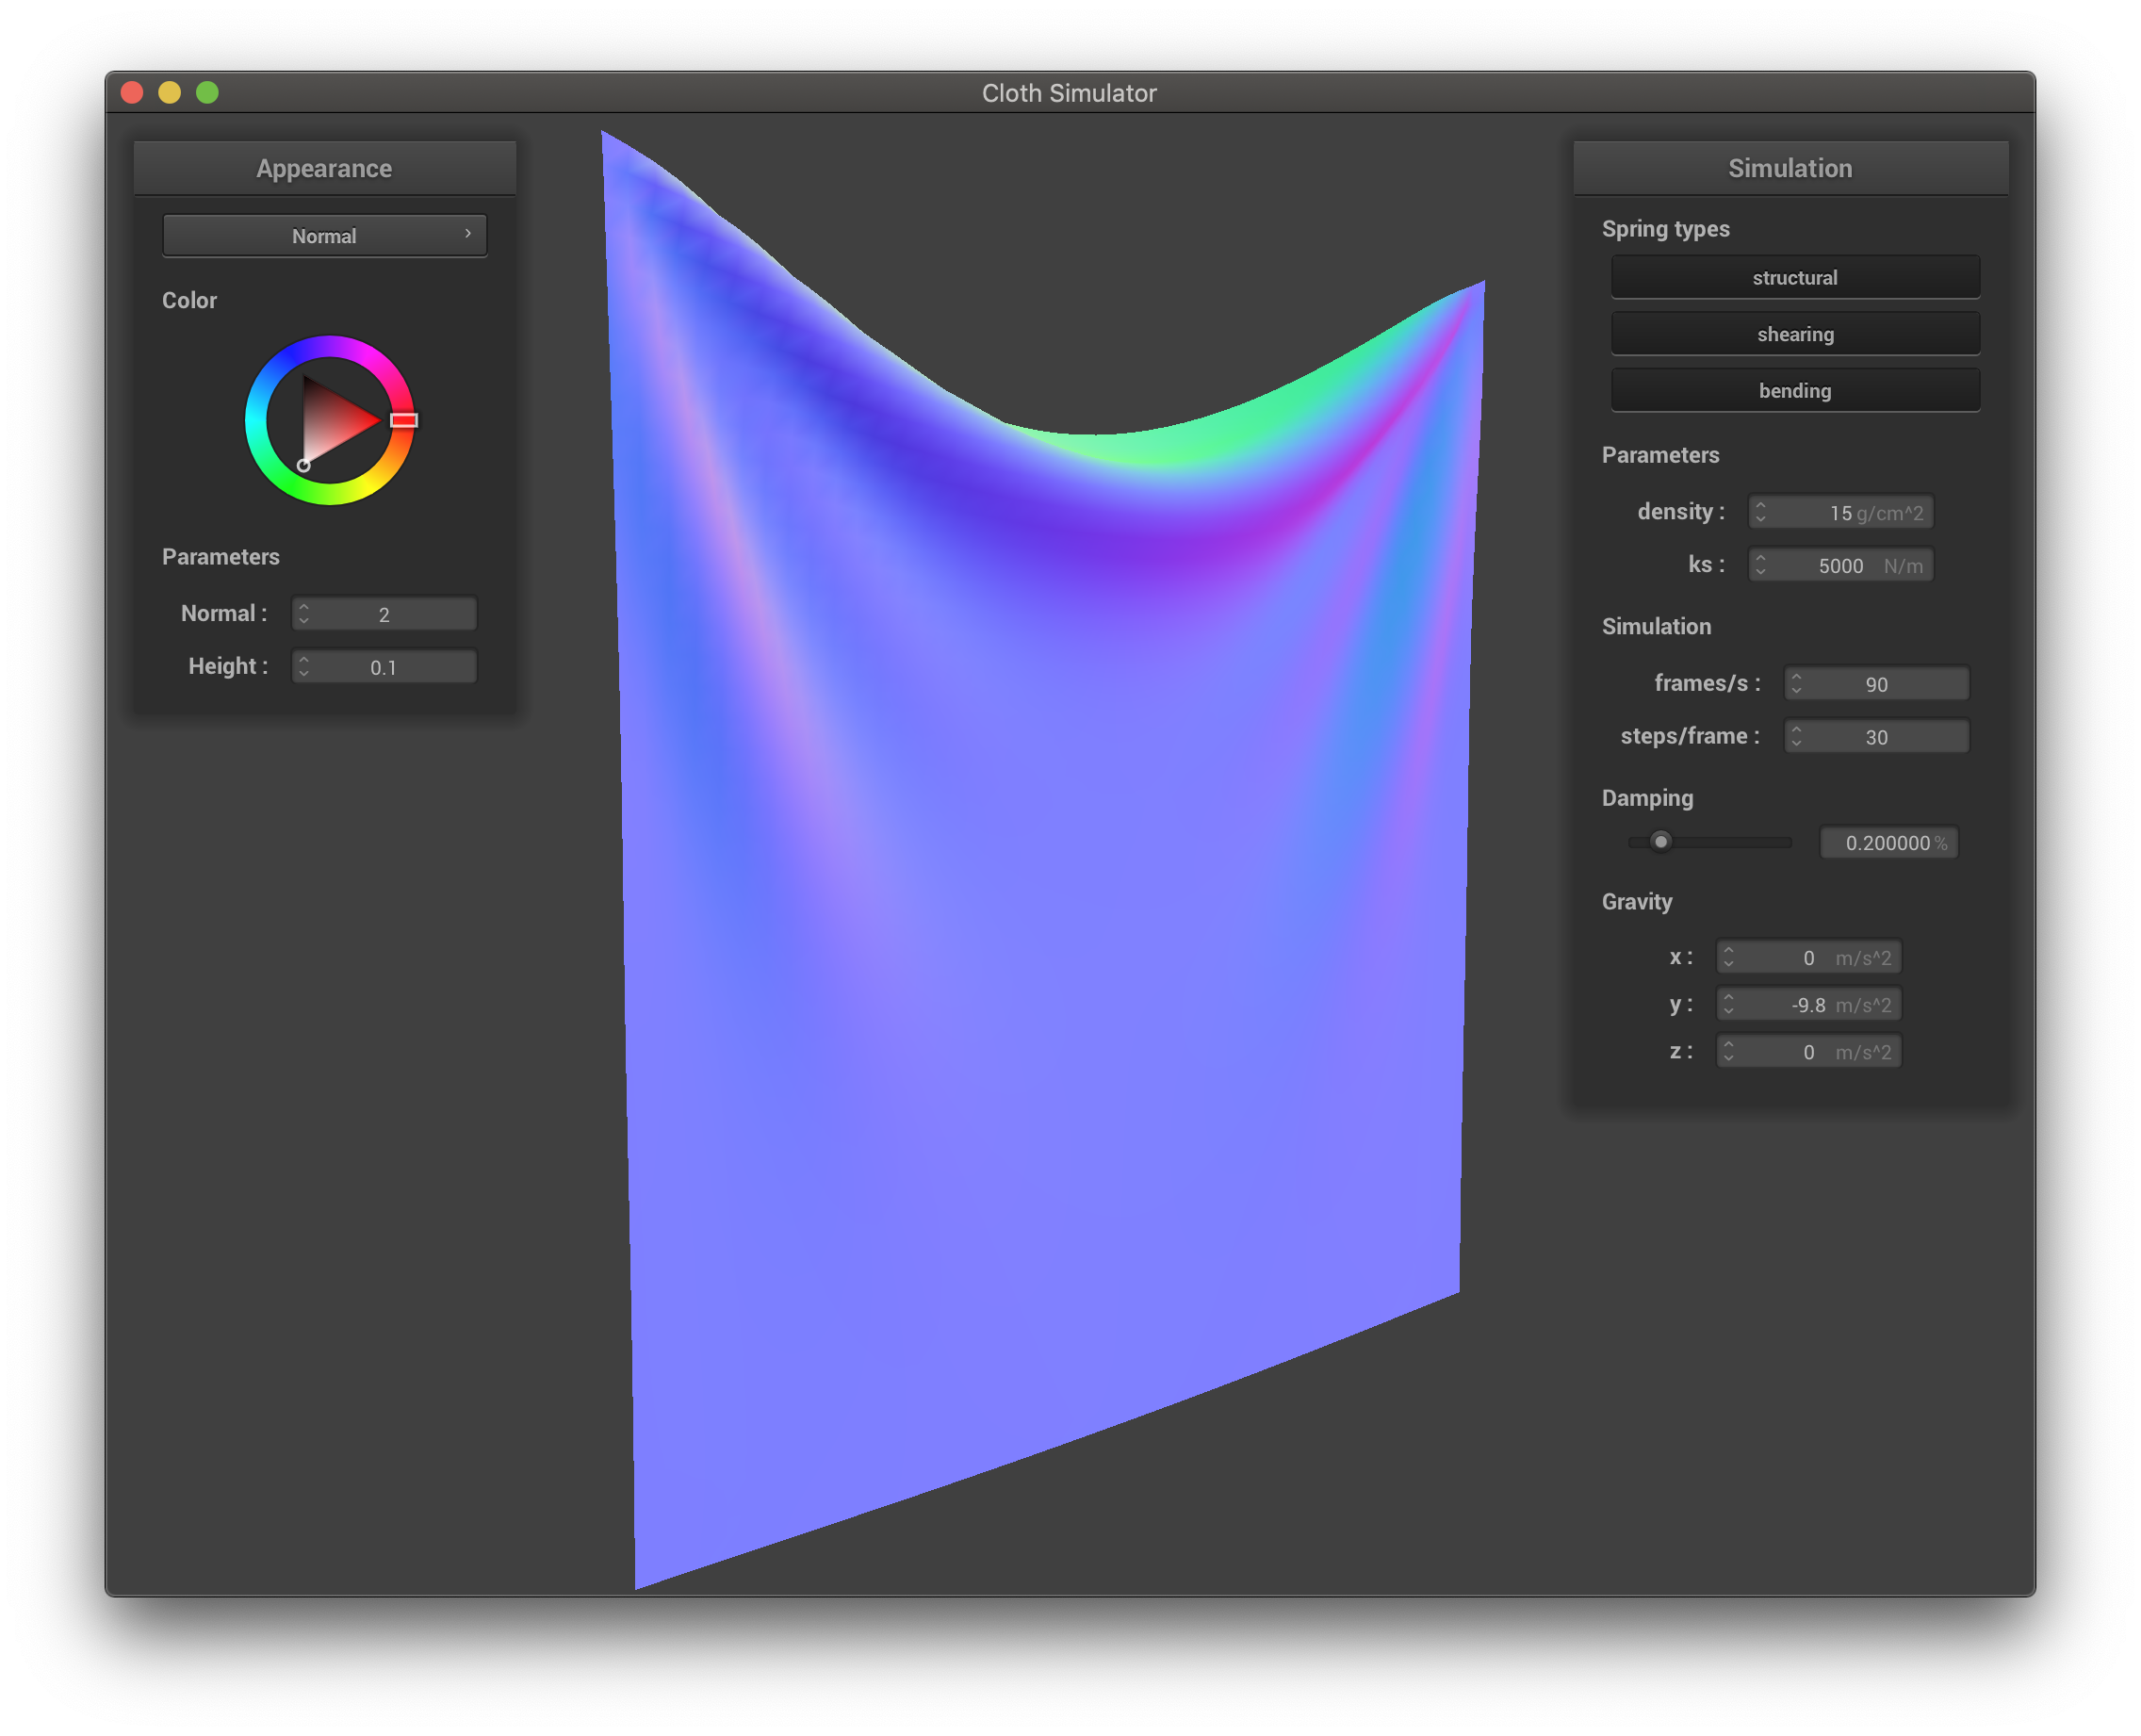 Cloth Simulator
Appearance
Normal
Color
Parameters
Normal : 2
Height : 0.1
Simulation
Spring types
structural
shearing
bending
Parameters
density : 15 g/cm^2
ks : 5000 N/m
Simulation
frames/s : 90
steps/frame : 30
Damping
0.200000 %
Gravity
x : 0 m/s^2
y : -9.8 m/s^2
z : 0 m/s^2